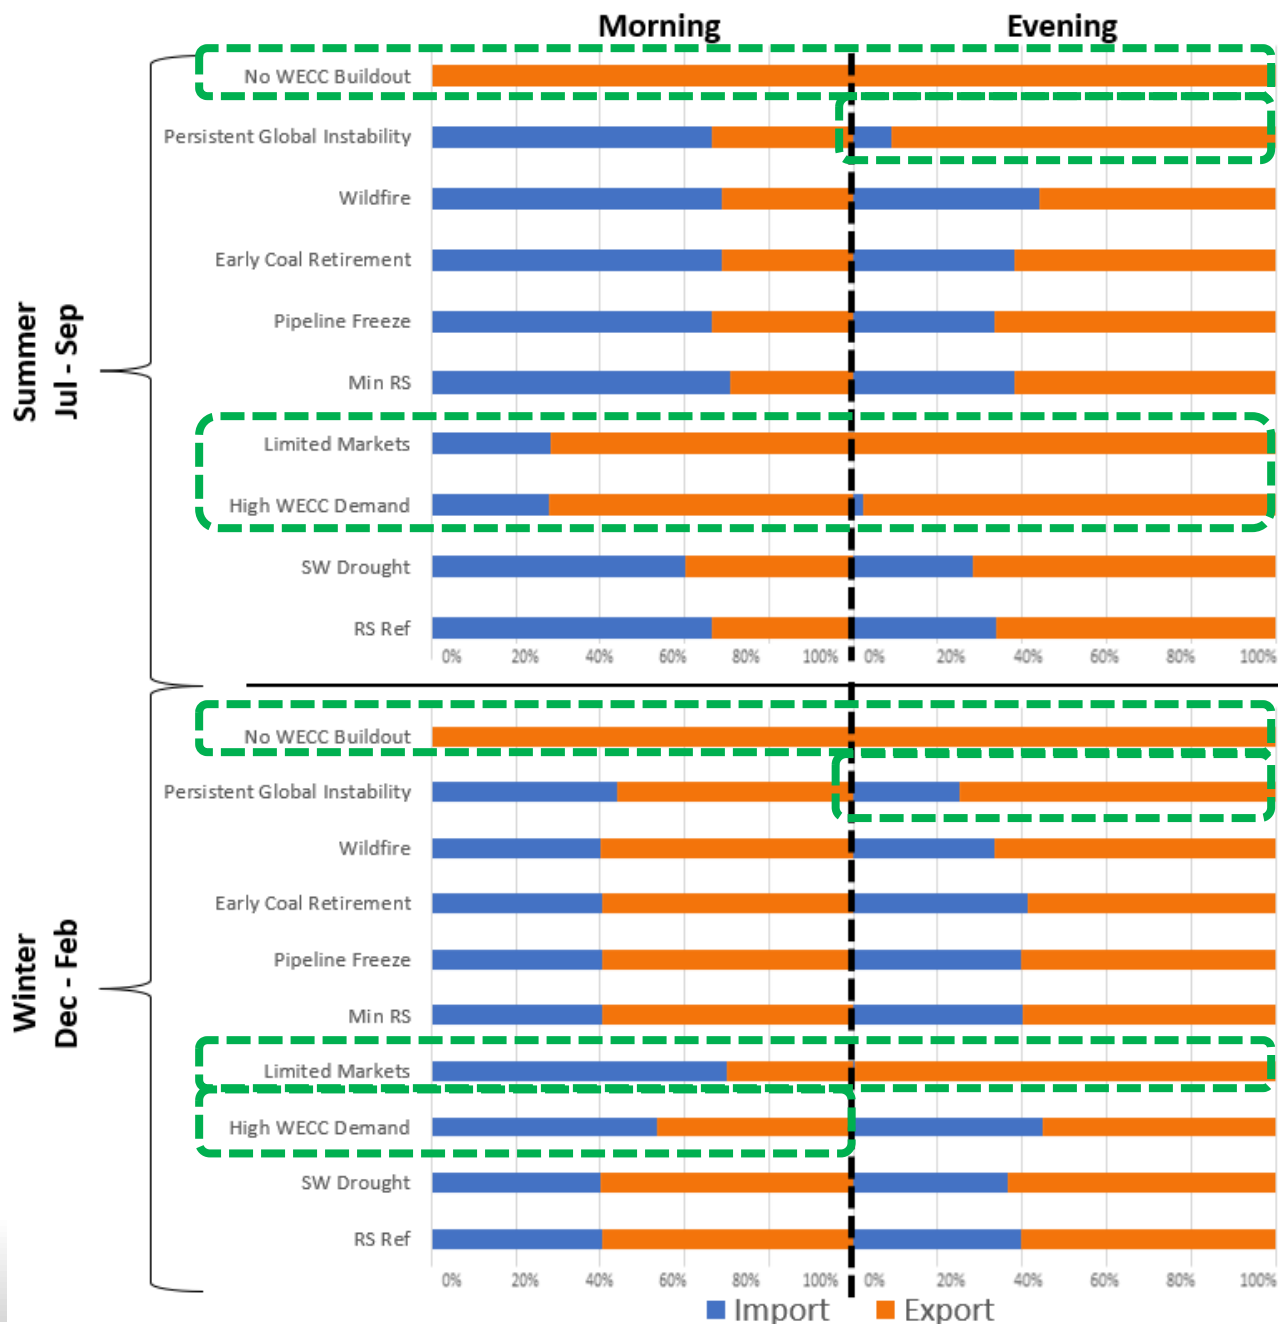 Morning Evening
Summer
Jul - Sep
No WECC Buildout
Persistent Global Instability
Wildfire
Early Coal Retirement
Pipeline Freeze
Min RS
Limited Markets
High WECC Demand
SW Drought
RS Ref
0% 20% 40% 60% 80% 100% 0% 20% 40% 60% 80% 100%
Winter
Dec - Feb
No WECC Buildout
Persistent Global Instability
Wildfire
Early Coal Retirement
Pipeline Freeze
Min RS
Limited Markets
High WECC Demand
SW Drought
RS Ref
0% 20% 40% 60% 80% 100% 0% 20% 40% 60% 80% 100%
Import Export